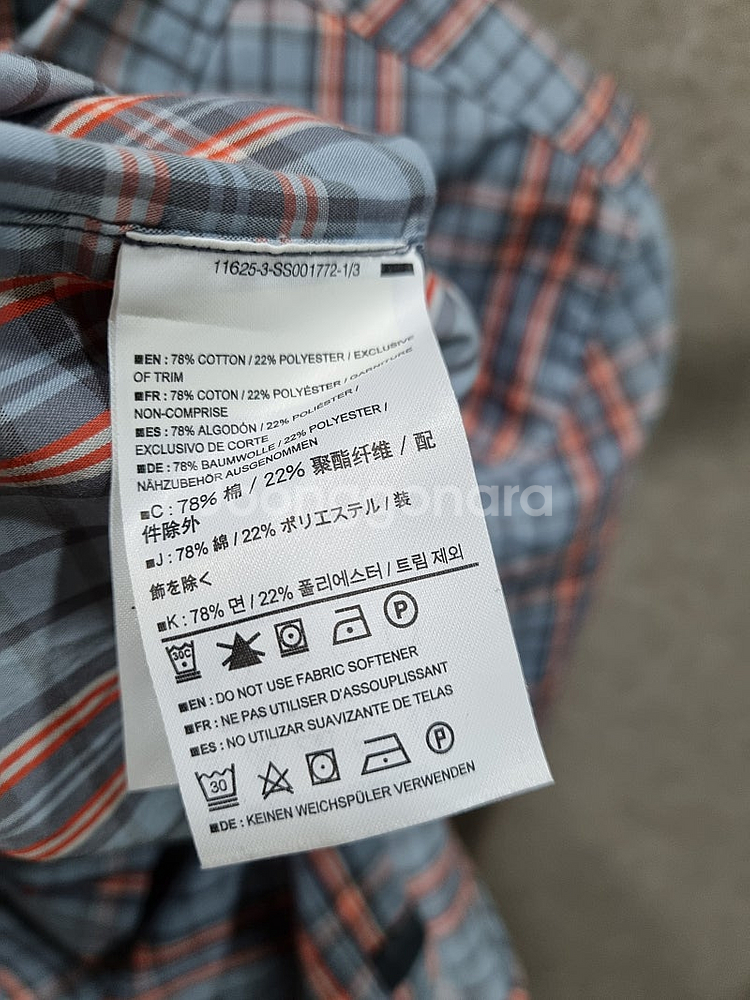 11625-3-SS001772-1/3
EN : 78% COTTON / 22% POLYESTER / EXCLUSIVE
OF TRIM
FR : 78% COTON / 22% POLYÉSTER / GARNITURE
NON-COMPRISE
ES : 78% ALGODÓN / 22% POLIÉSTER /
EXCLUSIVO DE CORTE
DE : 78% BAUMWOLLE / 22% POLYESTER /
NÄHZUBEHÖR AUSGENOMMEN
C : 78% 棉 / 22% 聚酯纤维 / 配
件除外
J : 78% 綿 / 22% ポリエステル / 装
飾を除く
K : 78% 면 / 22% 폴리에스터 / 트림 제외
30C P
EN : DO NOT USE FABRIC SOFTENER
FR : NE PAS UTILISER D'ASSOUPLISSANT
ES : NO UTILIZAR SUAVIZANTE DE TELAS
30 P
DE : KEINEN WEICHSPÜLER VERWENDEN